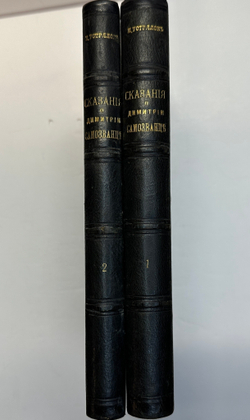 Н. УСТРЯЛОВЪ
СКАЗАНІЯ
о
ДИМИТРІИ
САМОЗВАНЦѢ
2
Н. УСТРЯЛОВЪ
СКАЗАНІЯ
о
ДИМИТРІИ
САМОЗВАНЦѢ
1